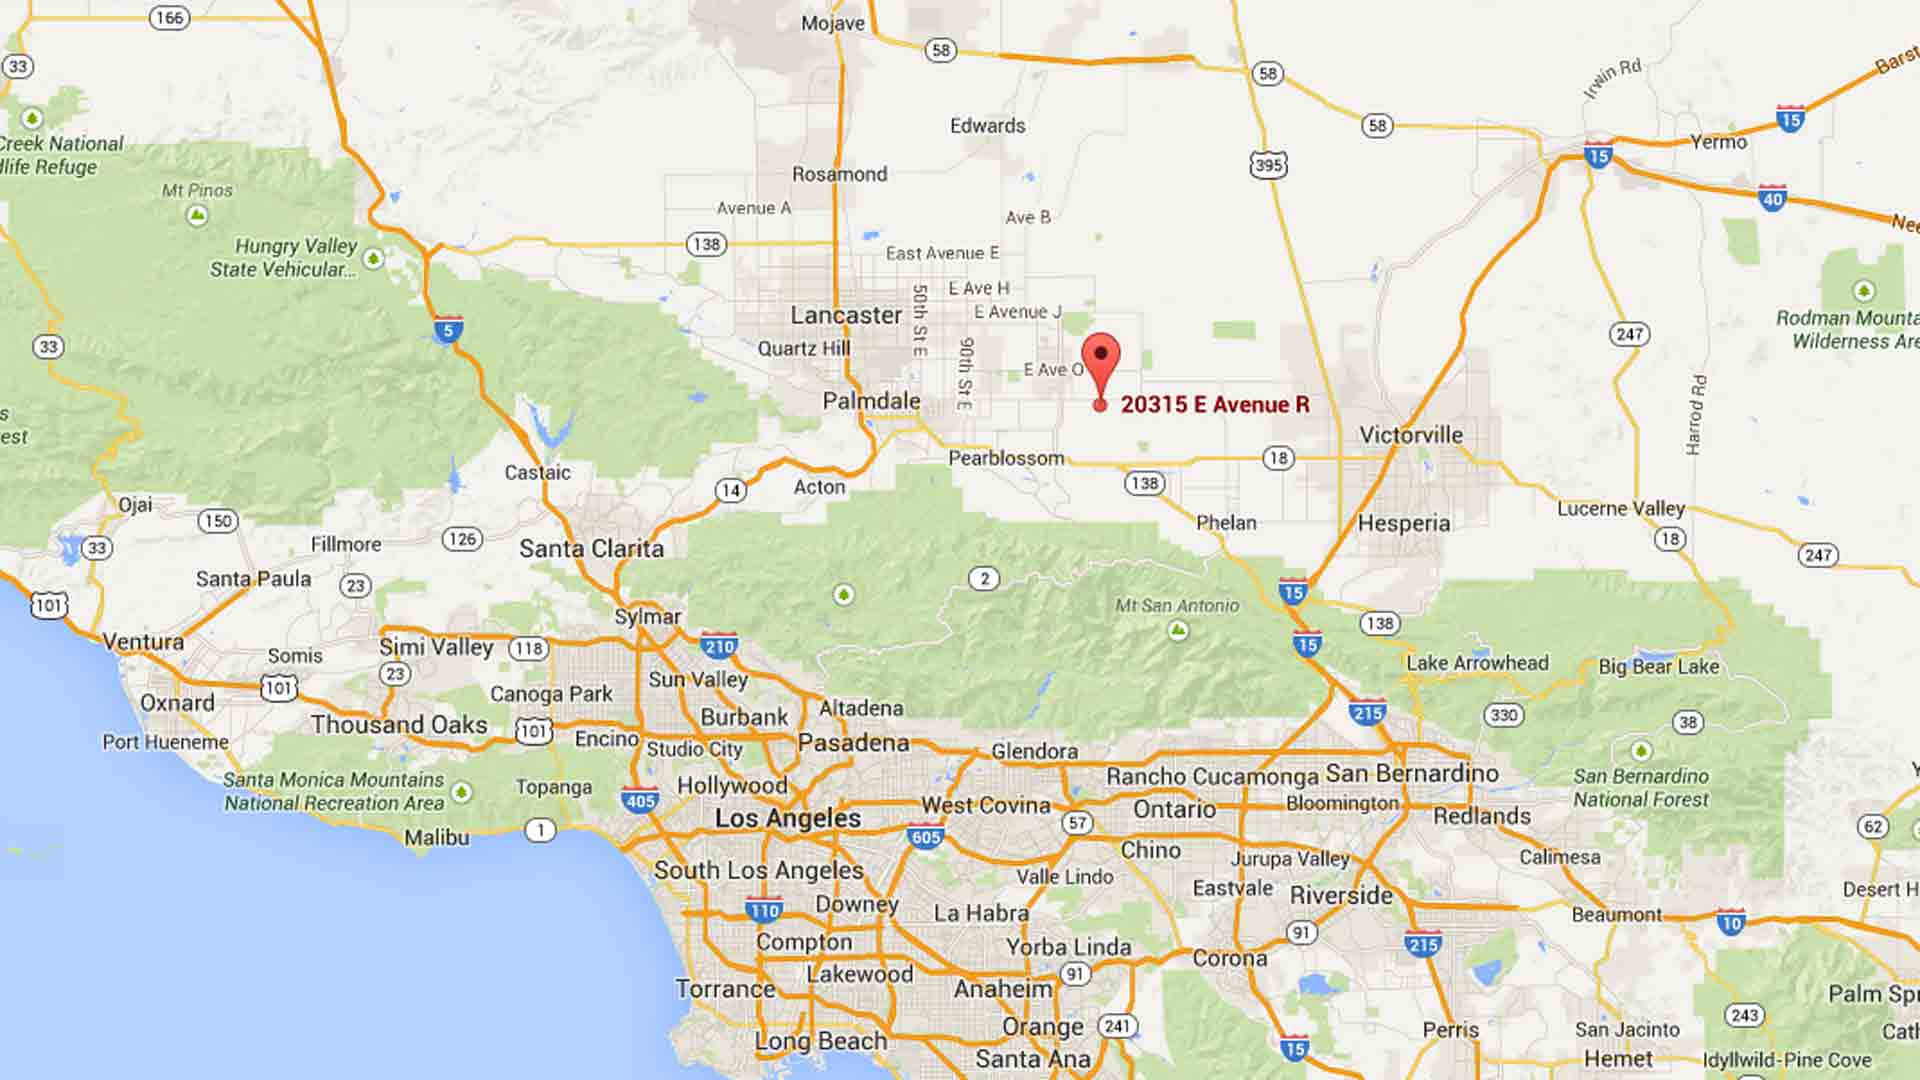 166
Mojave
58
33
58
Irwin Rd
Barst
15
58
Edwards
Creek National
dlife Refuge
Yermo
15
395
Rosamond
Mt Pinos
40
Avenue A
Ave B
Nee
Hungry Valley
State Vehicular...
138
East Avenue E
E Ave H
50th St E
E Avenue J
Lancaster
Rodman Mounta
Wilderness Are
5
247
33
Quartz Hill
90th St E
E Ave O
Palmdale
20315 E Avenue R
Harrod Rd
s
est
Victorville
Pearblossom
18
Castaic
138
14
Acton
Ojai
Lucerne Valley
150
Phelan
Hesperia
18
33
Fillmore
126
Santa Clarita
247
Santa Paula
23
2
101
15
Mt San Antonio
Sylmar
138
Ventura
Simi Valley
118
210
15
Somis
Lake Arrowhead
Big Bear Lake
23
101
Sun Valley
Canoga Park
Oxnard
Altadena
215
330
38
Thousand Oaks
101
Burbank
Port Hueneme
Encino
Studio City
Pasadena
Glendora
Santa Monica Mountains
National Recreation Area
Topanga
Hollywood
Rancho Cucamonga
San Bernardino
San Bernardino
National Forest
Y
405
West Covina
Ontario
Bloomington
Los Angeles
Redlands
Malibu
1
605
57
62
Chino
Jurupa Valley
Calimesa
South Los Angeles
Valle Lindo
Eastvale
Riverside
Desert H
110
Downey
La Habra
Beaumont
10
91
Compton
Yorba Linda
215
Corona
Lakewood
91
Torrance
Anaheim
Palm Spr
243
Orange
241
Perris
San Jacinto
Cath
Long Beach
15
Santa Ana
Hemet
Idyllwild-Pine Cove